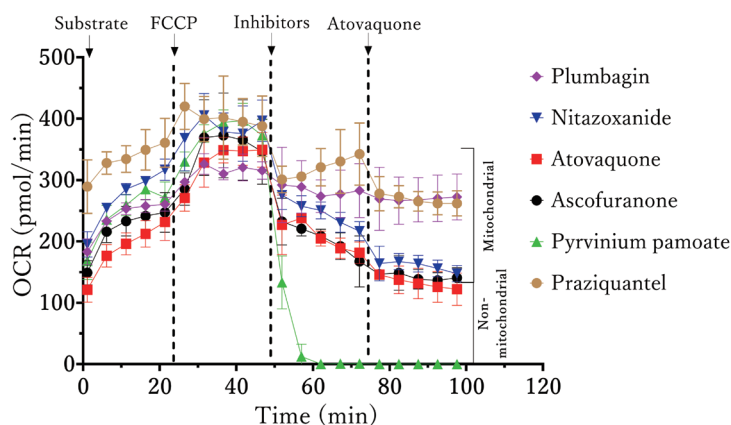 Substrate FCCP Inhibitors Atovaquone
500
400
300
200
100
0
OCR (pmol/min)
0 20 40 60 80 100 120
Time (min)
Mitochondrial
Non-
mitochondrial
Plumbagin
Nitazoxanide
Atovaquone
Ascofuranone
Pyrvinium pamoate
Praziquantel